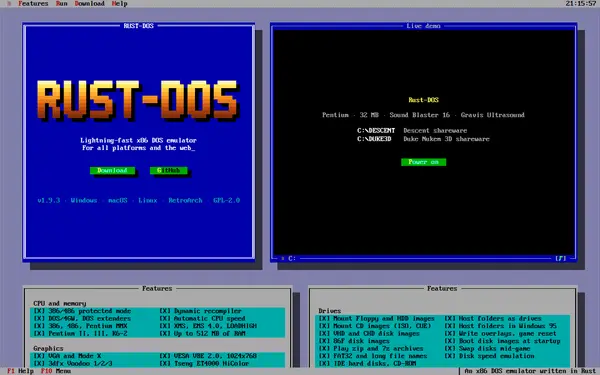 ≡ Features Run Download Help 21:15:57
RUST-DOS
RUST-DOS
Lightning-fast x86 DOS emulator
For all platforms and the web_
Download GitHub
v1.9.3 · Windows · macOS · Linux · RetroArch · GPL-2.0
Live demo
Rust-DOS
Pentium · 32 MB · Sound Blaster 16 · Gravis Ultrasound
C:\DESCENT Descent shareware
C:\DUKE3D Duke Nukem 3D shareware
Power on
C:
Features
CPU and memory
[X] 386/486 protected mode [X] Dynamic recompiler
[X] DOS/4GW, DOS extenders [X] Automatic CPU speed
[X] 386, 486, Pentium MMX [X] XMS, EMS 4.0, LOADHIGH
[X] Pentium II, III, K6-2 [X] Up to 512 MB of RAM
Graphics
[X] VGA and Mode X [X] VESA VBE 2.0, 1024x768
[X] 3dfx Voodoo 1/2/3 [X] Tseng ET4000 HiColor
Features
Drives
[X] Mount floppy and HDD images [X] Host folders as drives
[X] Mount CD images (ISO, CUE) [X] Host folders in Windows 95
[X] VHD and CHD disk images [X] Write overlays, game reset
[X] 86F disk images [X] Boot disk images at startup
[X] Play zip and 7z archives [X] Swap disks mid-game
[X] FAT32 and long file names [X] Disk speed emulation
[X] IDE hard disks, CD-ROM
F1 Help F10 Menu An x86 DOS emulator written in Rust